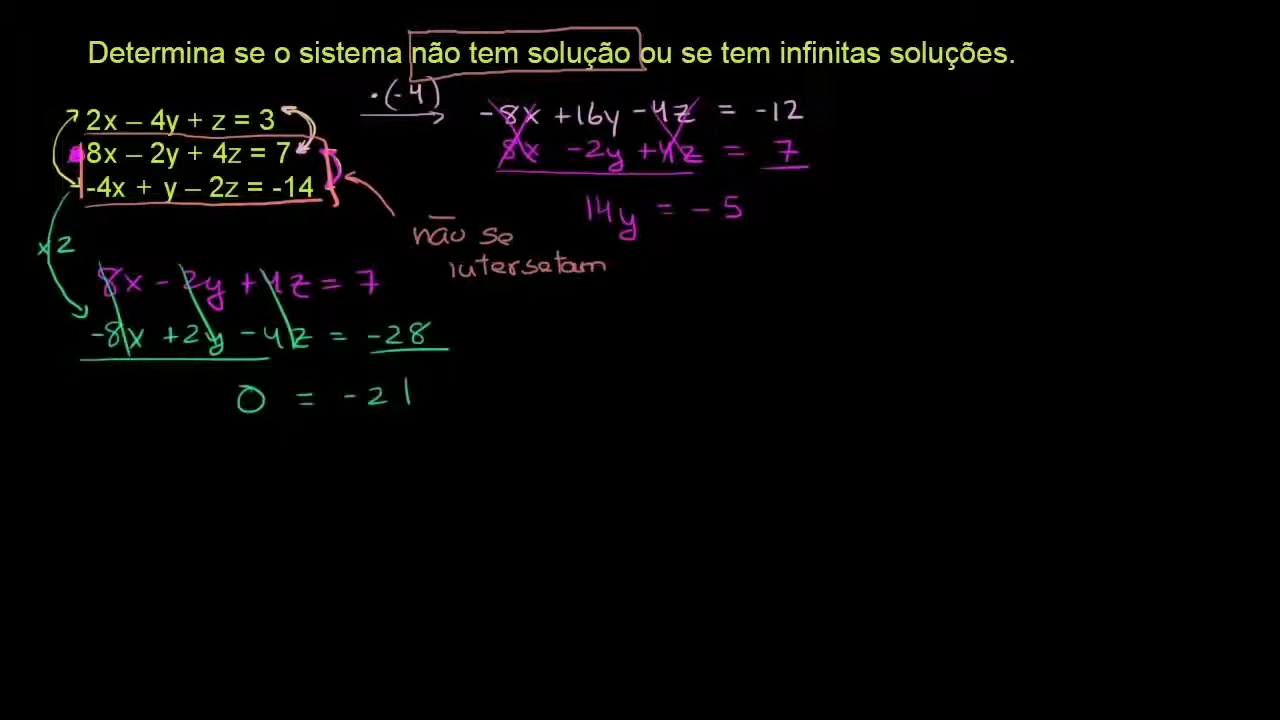 Determina se o sistema não tem solução ou se tem infinitas soluções.
2x – 4y + z = 3
8x – 2y + 4z = 7
-4x + y – 2z = -14
·(-4)
-8x +16y -4z = -12
8x -2y +4z = 7
14y = -5
não se
intersetam
x2
8x - 2y + 4z = 7
-8x +2y -4z = -28
0 = -21